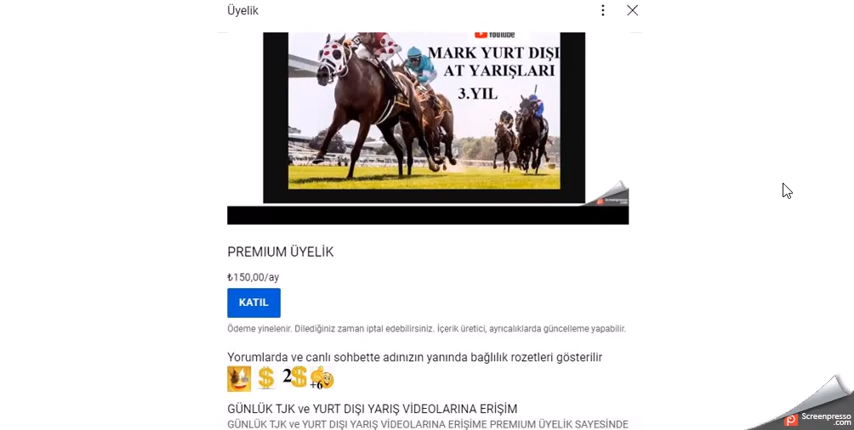 Üyelik
YouTube
MARK YURT DIŞI
AT YARIŞLARI
3.YIL
Screenpresso
.com
PREMIUM ÜYELİK
₺150,00/ay
KATIL
Ödeme yinelenir. Dilediğiniz zaman iptal edebilirsiniz. İçerik üretici, ayrıcalıklarda güncelleme yapabilir.
Yorumlarda ve canlı sohbette adınızın yanında bağlılık rozetleri gösterilir
$ 2$ +6
GÜNLÜK TJK ve YURT DIŞI YARIŞ VİDEOLARINA ERİŞİM
GÜNLÜK TJK ve YURT DIŞI YARIŞ VİDEOLARINA ERİŞİME PREMIUM ÜYELİK SAYESİNDE
Screenpresso
.com